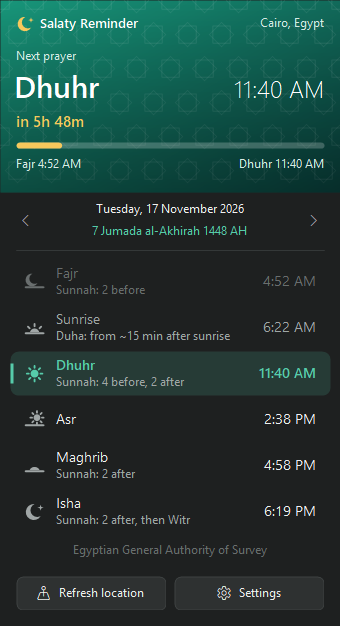 Salaty Reminder
Cairo, Egypt
Next prayer
Dhuhr
11:40 AM
in 5h 48m
Fajr 4:52 AM
Dhuhr 11:40 AM
Tuesday, 17 November 2026
7 Jumada al-Akhirah 1448 AH
Fajr
Sunnah: 2 before
4:52 AM
Sunrise
Duha: from ~15 min after sunrise
6:22 AM
Dhuhr
Sunnah: 4 before, 2 after
11:40 AM
Asr
2:38 PM
Maghrib
Sunnah: 2 after
4:58 PM
Isha
Sunnah: 2 after, then Witr
6:19 PM
Egyptian General Authority of Survey
Refresh location
Settings